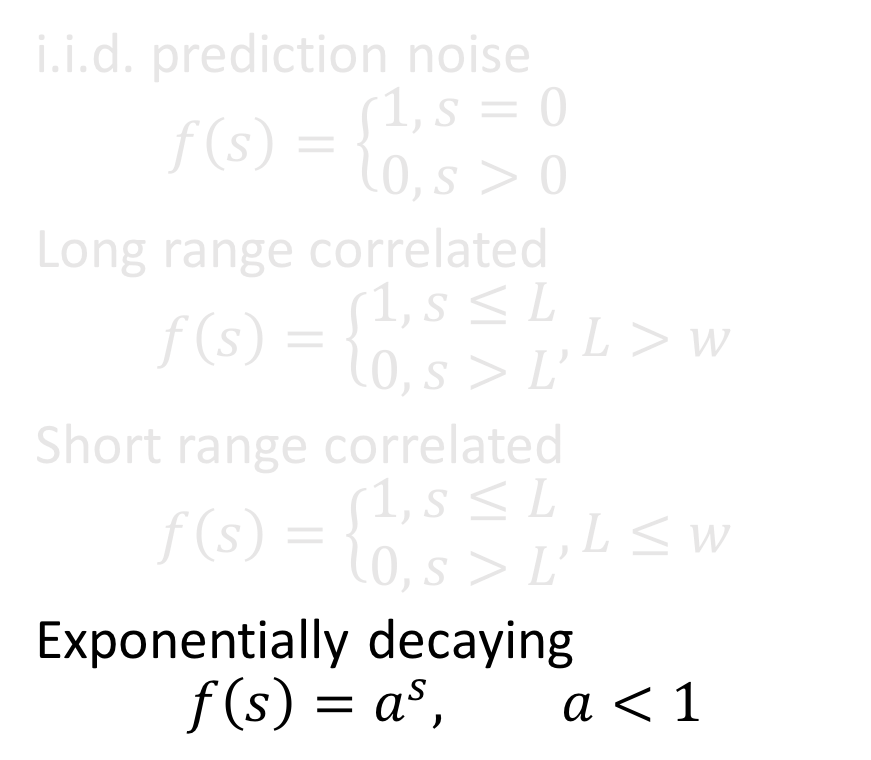 i.i.d. prediction noise
f(s) = {1, s = 0
0, s > 0
Long range correlated
f(s) = {1, s ≤ L
0, s > L, L > w
Short range correlated
f(s) = {1, s ≤ L
0, s > L, L ≤ w
Exponentially decaying
f(s) = a^s, a < 1